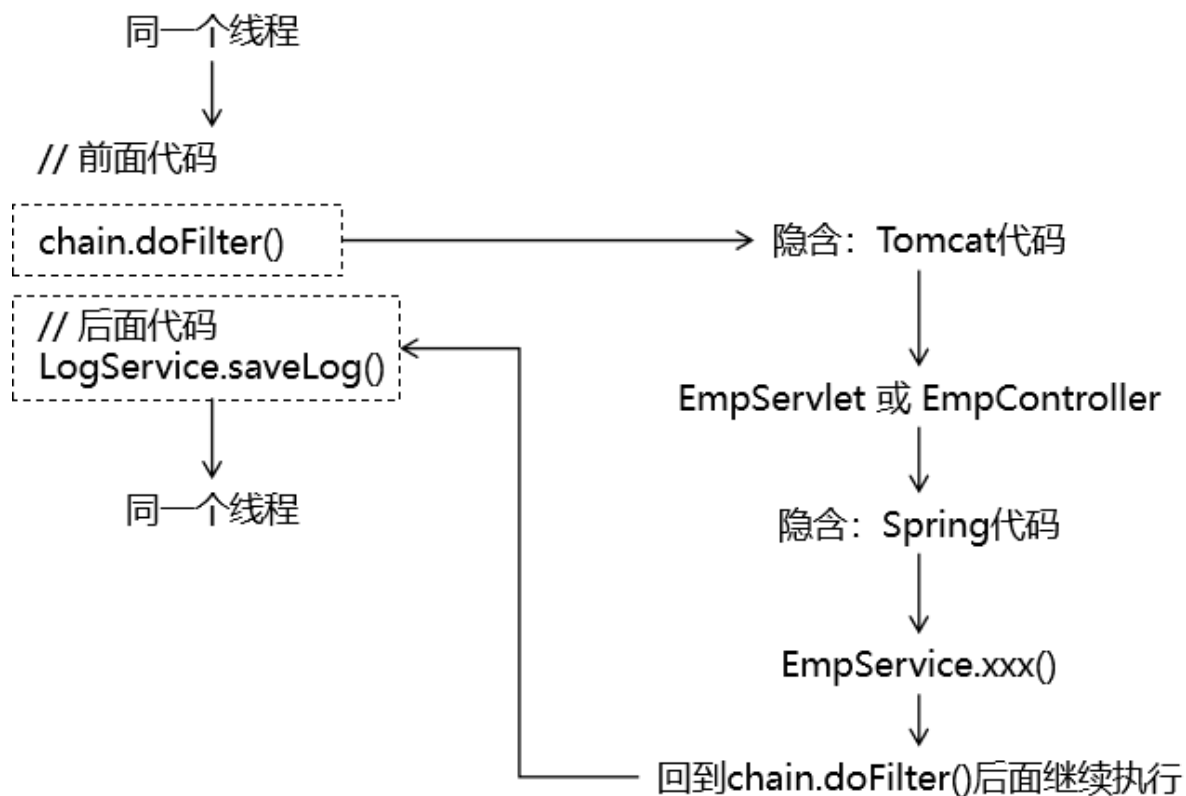 同一个线程
// 前面代码
chain.doFilter()
// 后面代码
LogService.saveLog()
同一个线程
隐含：Tomcat代码
EmpServlet 或 EmpController
隐含：Spring代码
EmpService.xxx()
回到chain.doFilter()后面继续执行